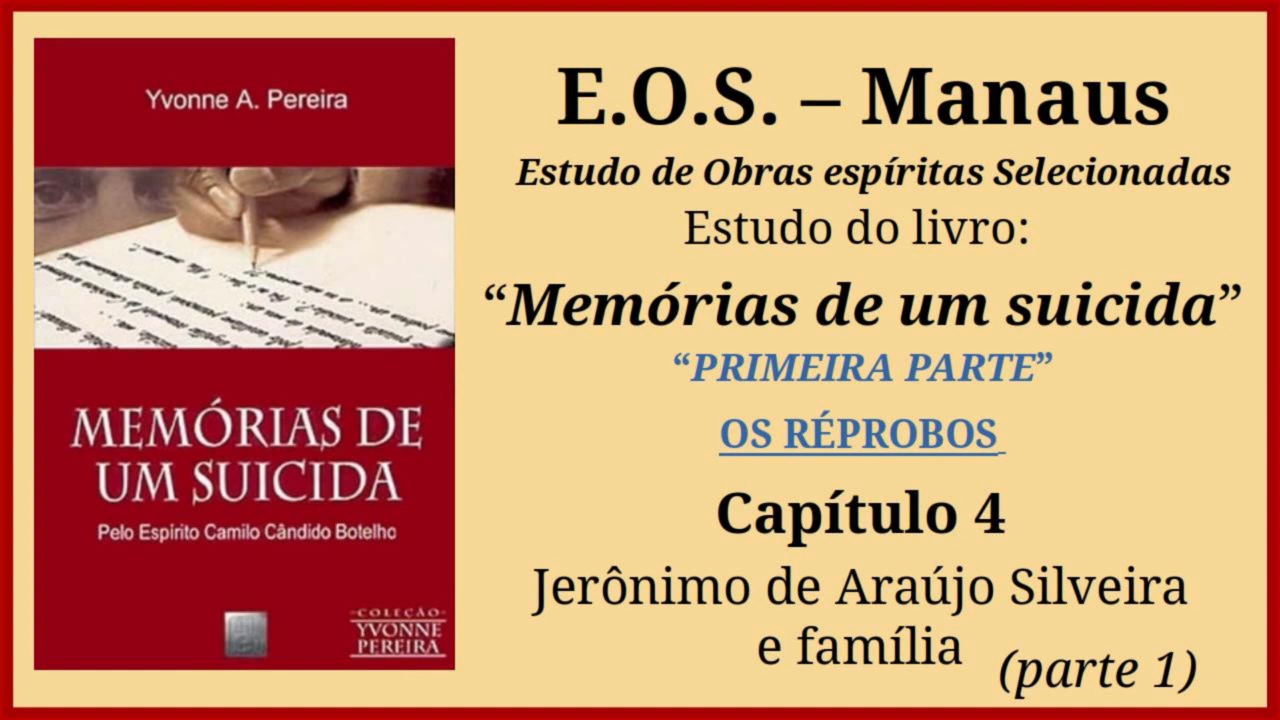 Yvonne A. Pereira
MEMÓRIAS DE
UM SUICIDA
Pelo Espírito Camilo Cândido Botelho
COLEÇÃO
YVONNE
PEREIRA
E.O.S. – Manaus
Estudo de Obras espíritas Selecionadas
Estudo do livro:
“Memórias de um suicida”
“PRIMEIRA PARTE”
OS RÉPROBOS
Capítulo 4
Jerônimo de Araújo Silveira
e família
(parte 1)